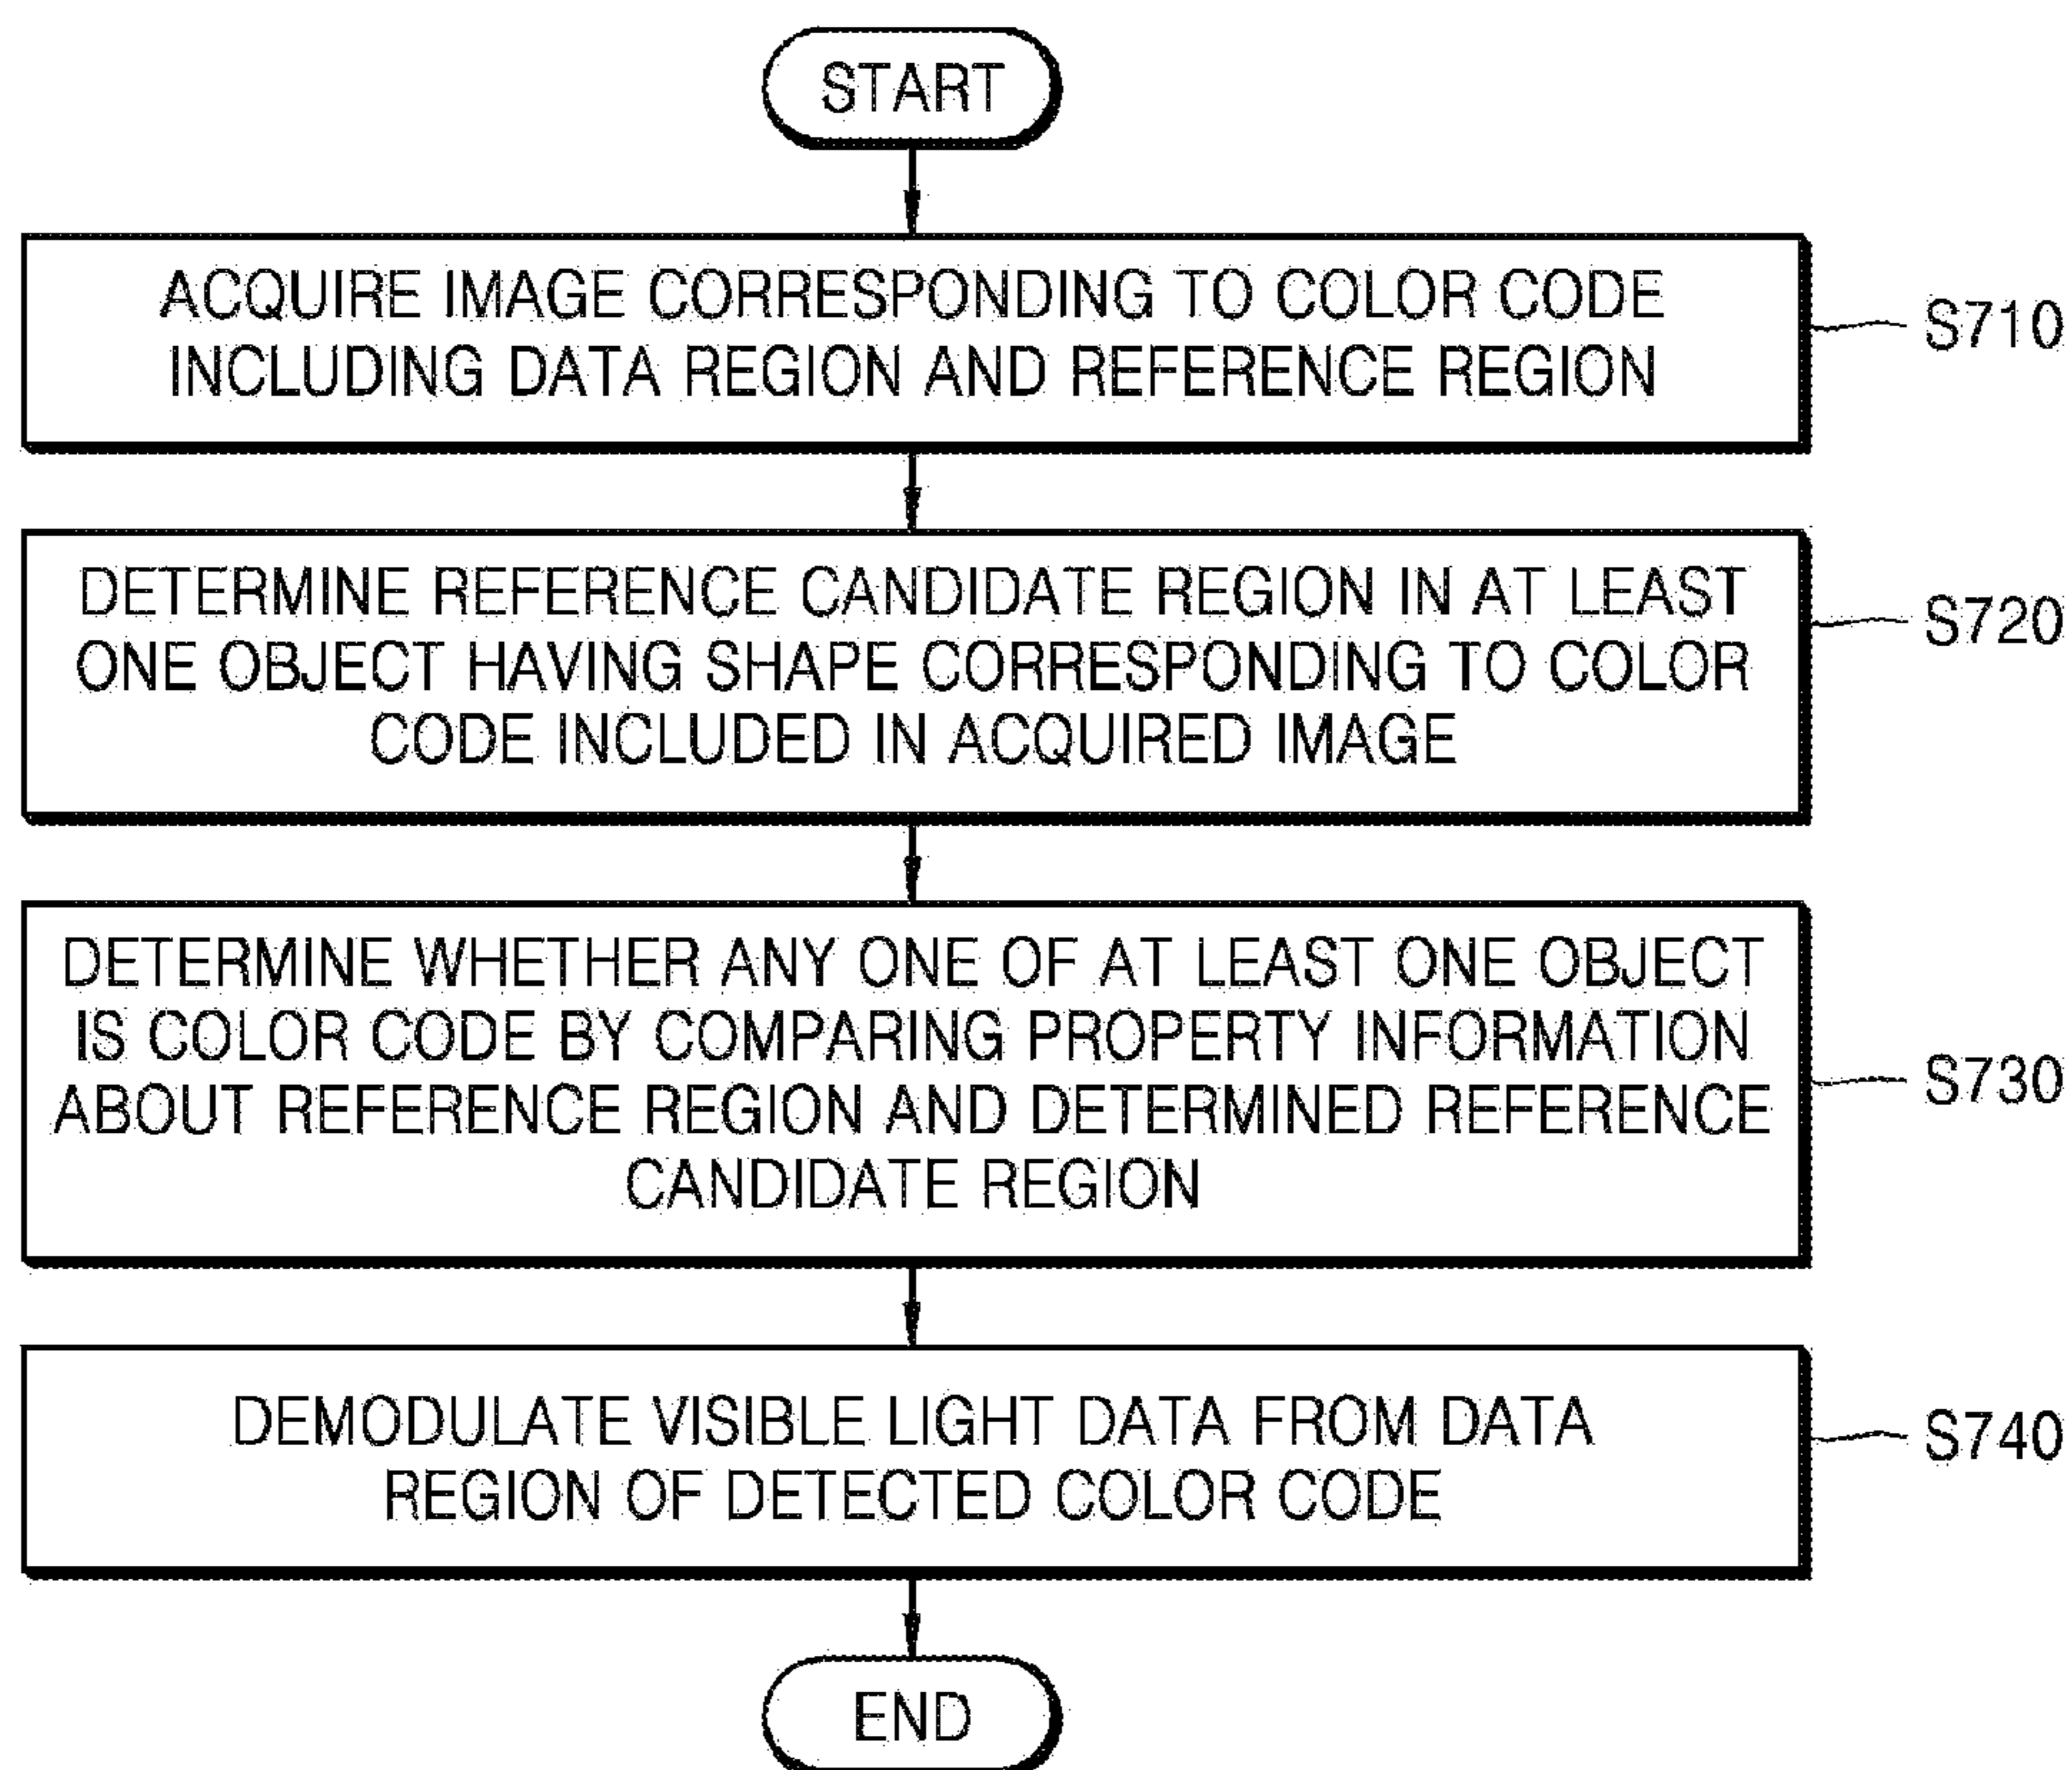 START
ACQUIRE IMAGE CORRESPONDING TO COLOR CODE
INCLUDING DATA REGION AND REFERENCE REGION
S710
DETERMINE REFERENCE CANDIDATE REGION IN AT LEAST
ONE OBJECT HAVING SHAPE CORRESPONDING TO COLOR
CODE INCLUDED IN ACQUIRED IMAGE
S720
DETERMINE WHETHER ANY ONE OF AT LEAST ONE OBJECT
IS COLOR CODE BY COMPARING PROPERTY INFORMATION
ABOUT REFERENCE REGION AND DETERMINED REFERENCE
CANDIDATE REGION
S730
DEMODULATE VISIBLE LIGHT DATA FROM DATA
REGION OF DETECTED COLOR CODE
S740
END